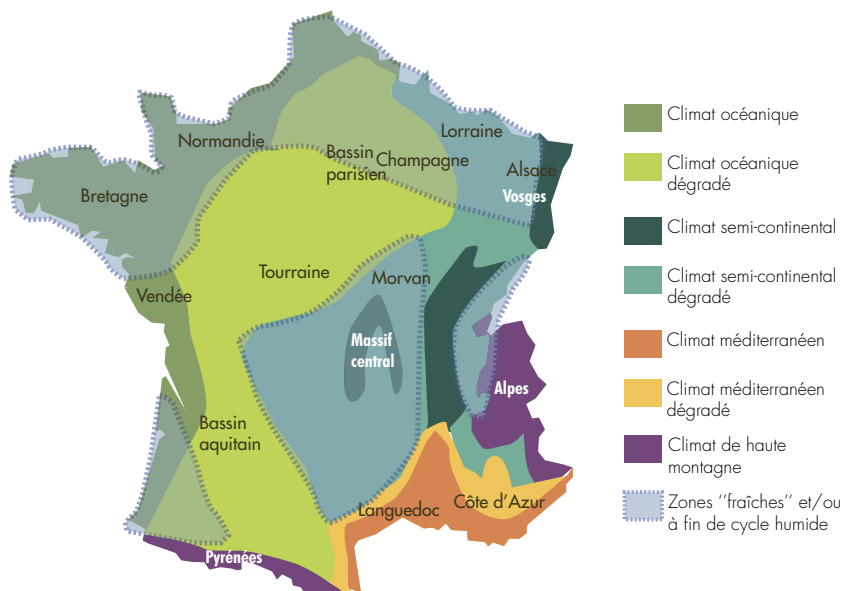 Normandie
Bretagne
Bassin
parisien
Champagne
Lorraine
Alsace
Vosges
Vendée
Tourraine
Morvan
Massif
central
Alpes
Bassin
aquitain
Languedoc
Côte d'Azur
Pyrénées
Climat océanique
Climat océanique
dégradé
Climat semi-continental
Climat semi-continental
dégradé
Climat méditerranéen
Climat méditerranéen
dégradé
Climat de haute
montagne
Zones "fraîches" et/ou
à fin de cycle humide